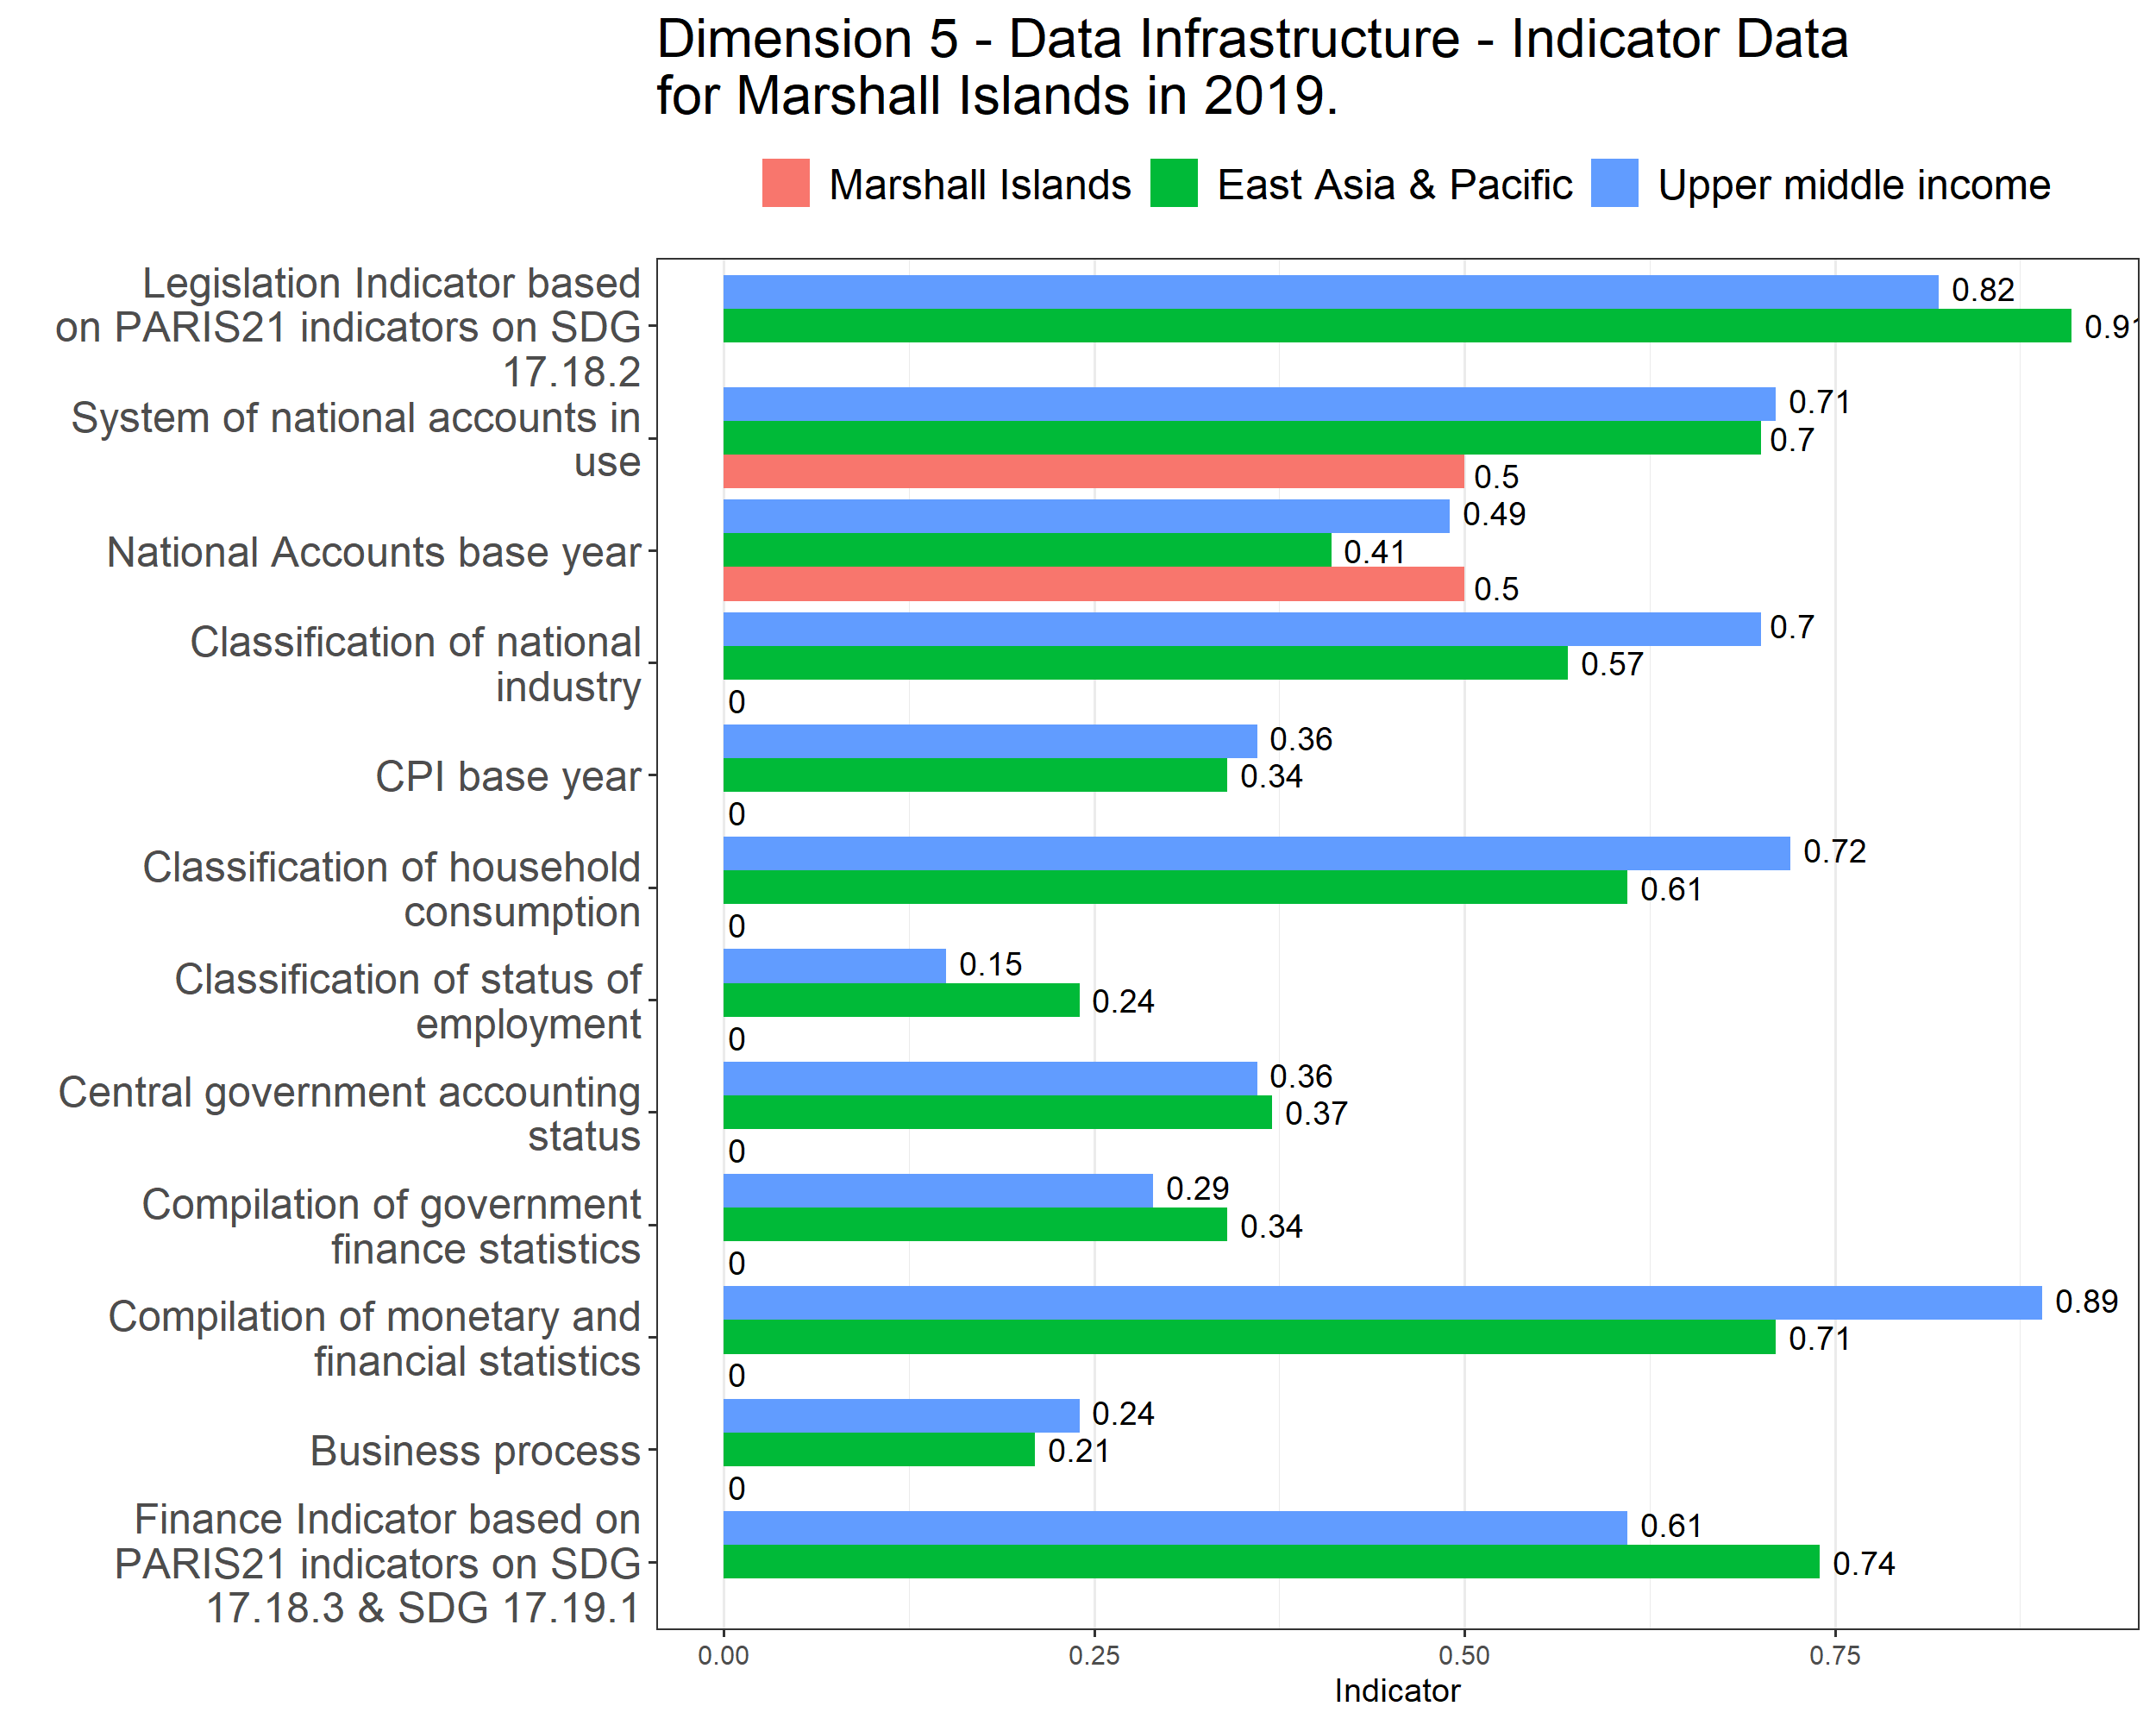 Dimension 5 - Data Infrastructure - Indicator Data
for Marshall Islands in 2019.
Marshall Islands East Asia & Pacific Upper middle income
Legislation Indicator based
on PARIS21 indicators on SDG
17.18.2
0.82
0.91
System of national accounts in
use
0.71
0.7
0.5
National Accounts base year
0.49
0.41
0.5
Classification of national
industry
0.7
0.57
0
CPI base year
0.36
0.34
0
Classification of household
consumption
0.72
0.61
0
Classification of status of
employment
0.15
0.24
0
Central government accounting
status
0.36
0.37
0
Compilation of government
finance statistics
0.29
0.34
0
Compilation of monetary and
financial statistics
0.89
0.71
0
Business process
0.24
0.21
0
Finance Indicator based on
PARIS21 indicators on SDG
17.18.3 & SDG 17.19.1
0.61
0.74
0.00 0.25 0.50 0.75
Indicator